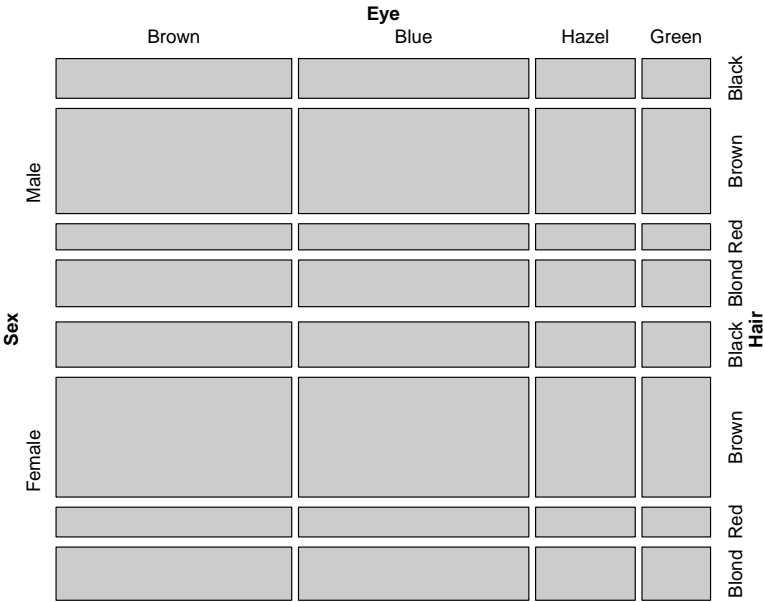 Eye
Brown Blue Hazel Green
Sex
Male
Female
Black
Brown
Red
Blond
Black
Brown
Red
Blond
Hair